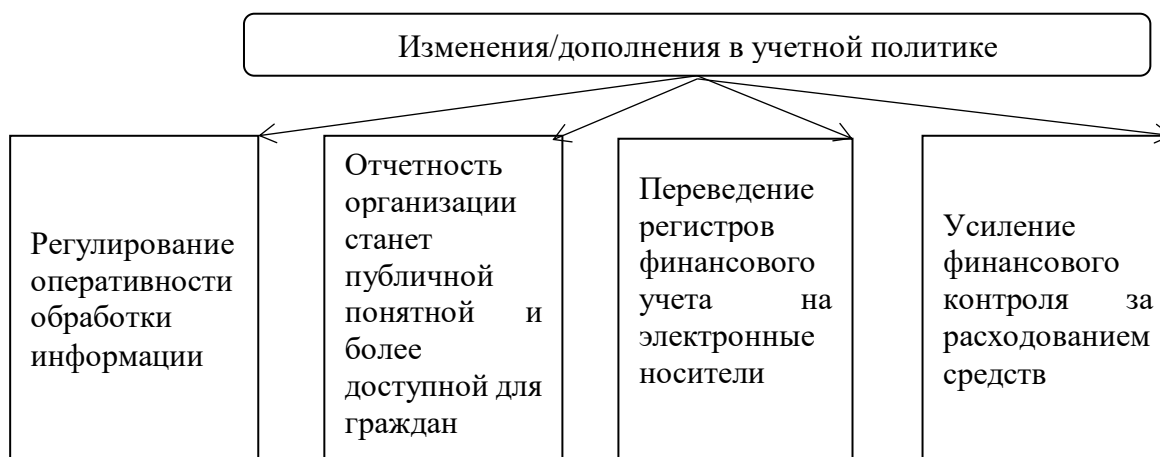 Изменения/дополнения в учетной политике
Регулирование
оперативности
обработки
информации
Отчетность
организации
станет
публичной
понятной и
более
доступной для
граждан
Переведение
регистров
финансового
учета на
электронные
носители
Усиление
финансового
контроля за
расходованием
средств